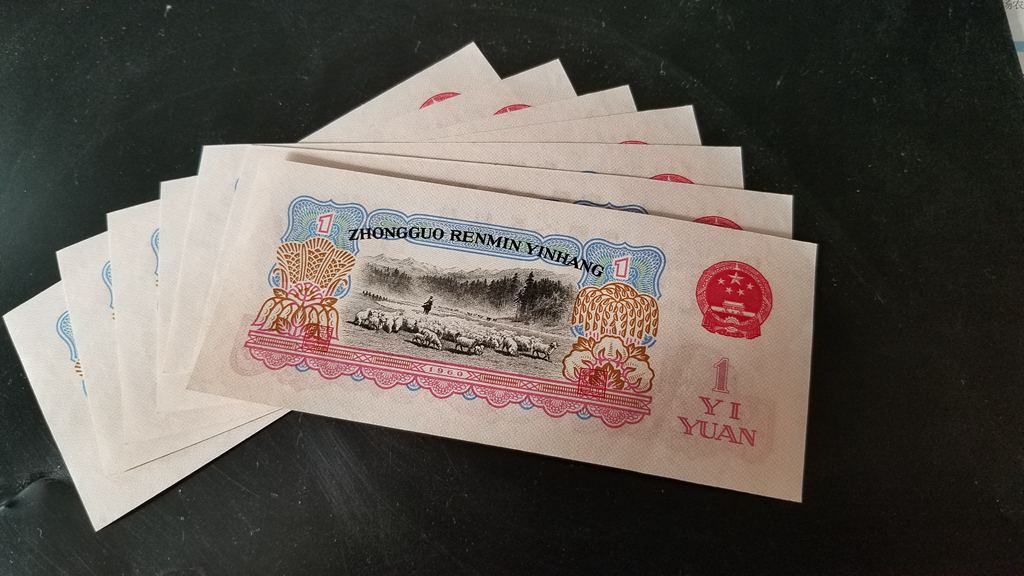 1
ZHONGGUO RENMIN YINHANG
1
1960
1
YI
YUAN